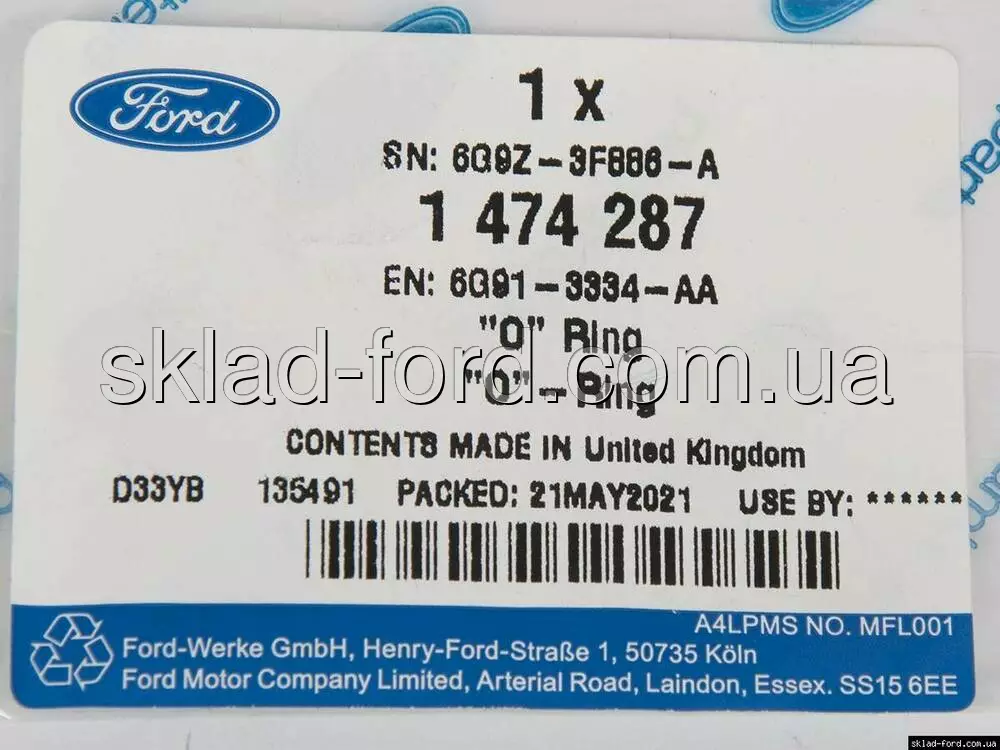 Ford
1 x
SN: 6G9Z-3F886-A
1 474 287
EN: 6G91-3334-AA
"O" Ring
"O"-Ring
sklad-ford.com.ua
CONTENTS MADE IN United Kingdom
D33YB 135491 PACKED: 21MAY2021 USE BY: ******
A4LPMS NO. MFL001
Ford-Werke GmbH, Henry-Ford-Straße 1, 50735 Köln
Ford Motor Company Limited, Arterial Road, Laindon, Essex. SS15 6EE
sklad-ford.com.ua